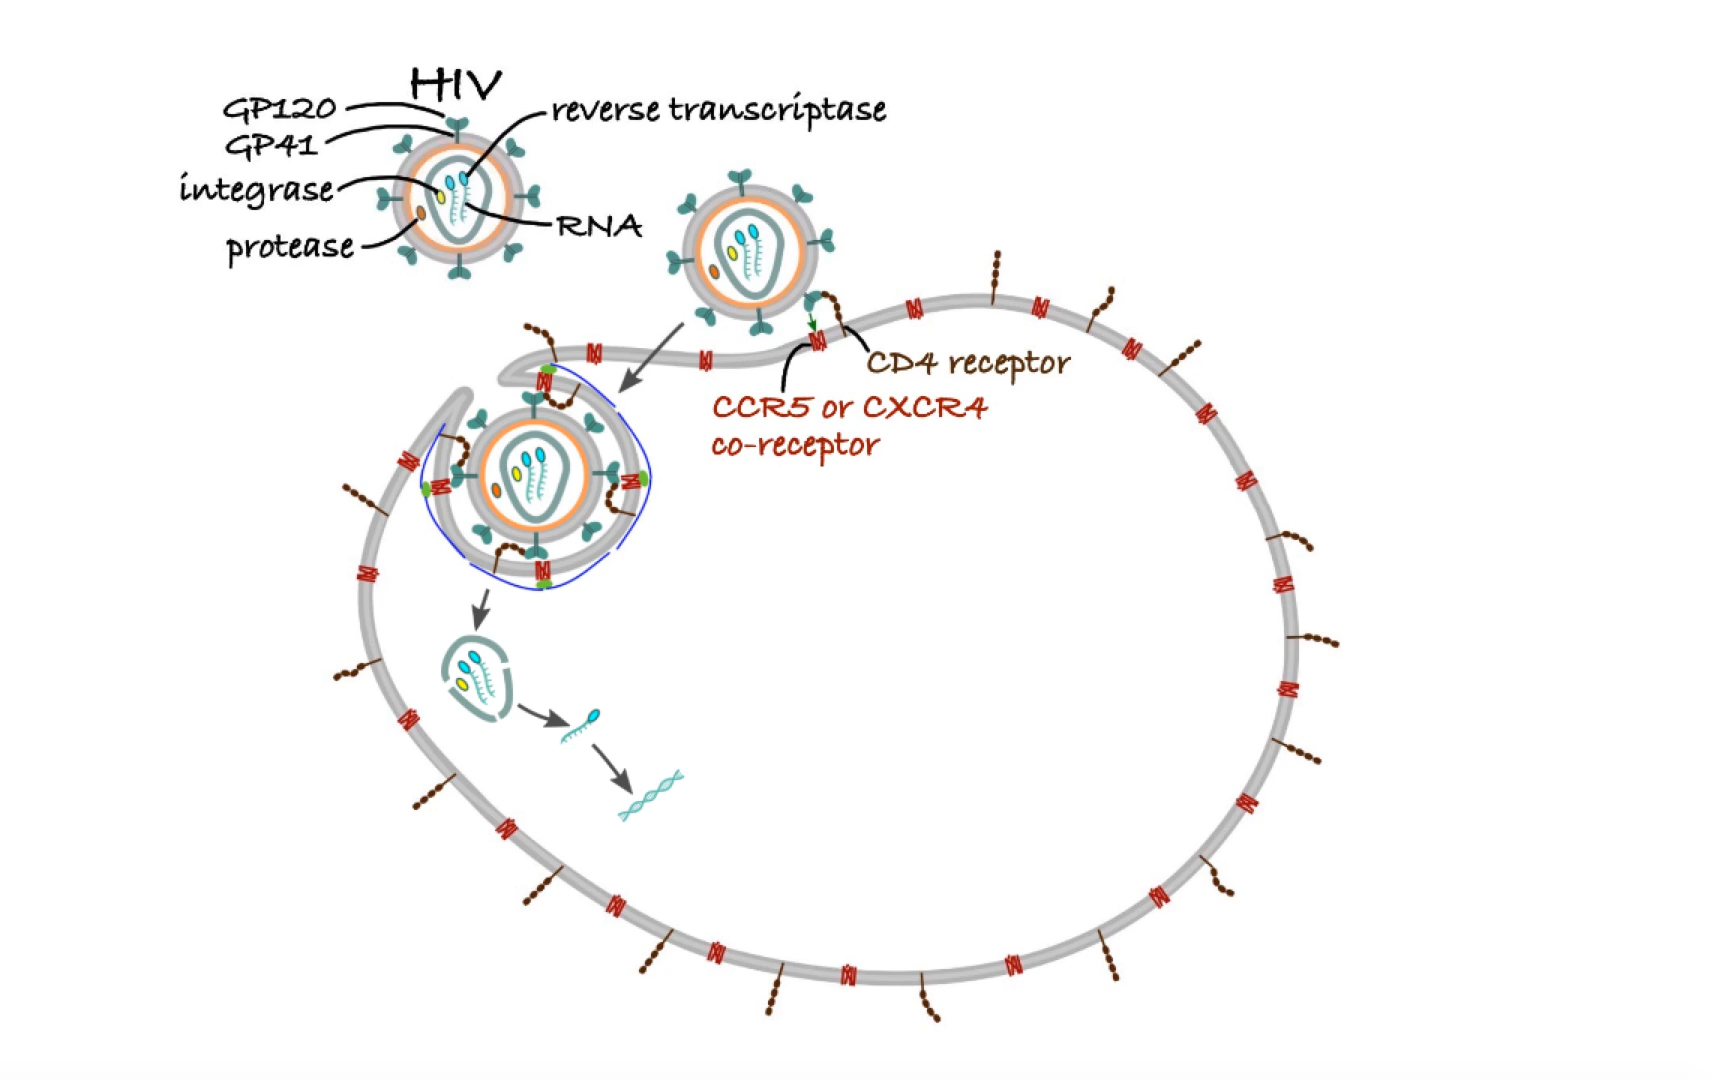 HIV
GP120
GP41
integrase
protease
reverse transcriptase
RNA
CD4 receptor
CCR5 or CXCR4
co-receptor